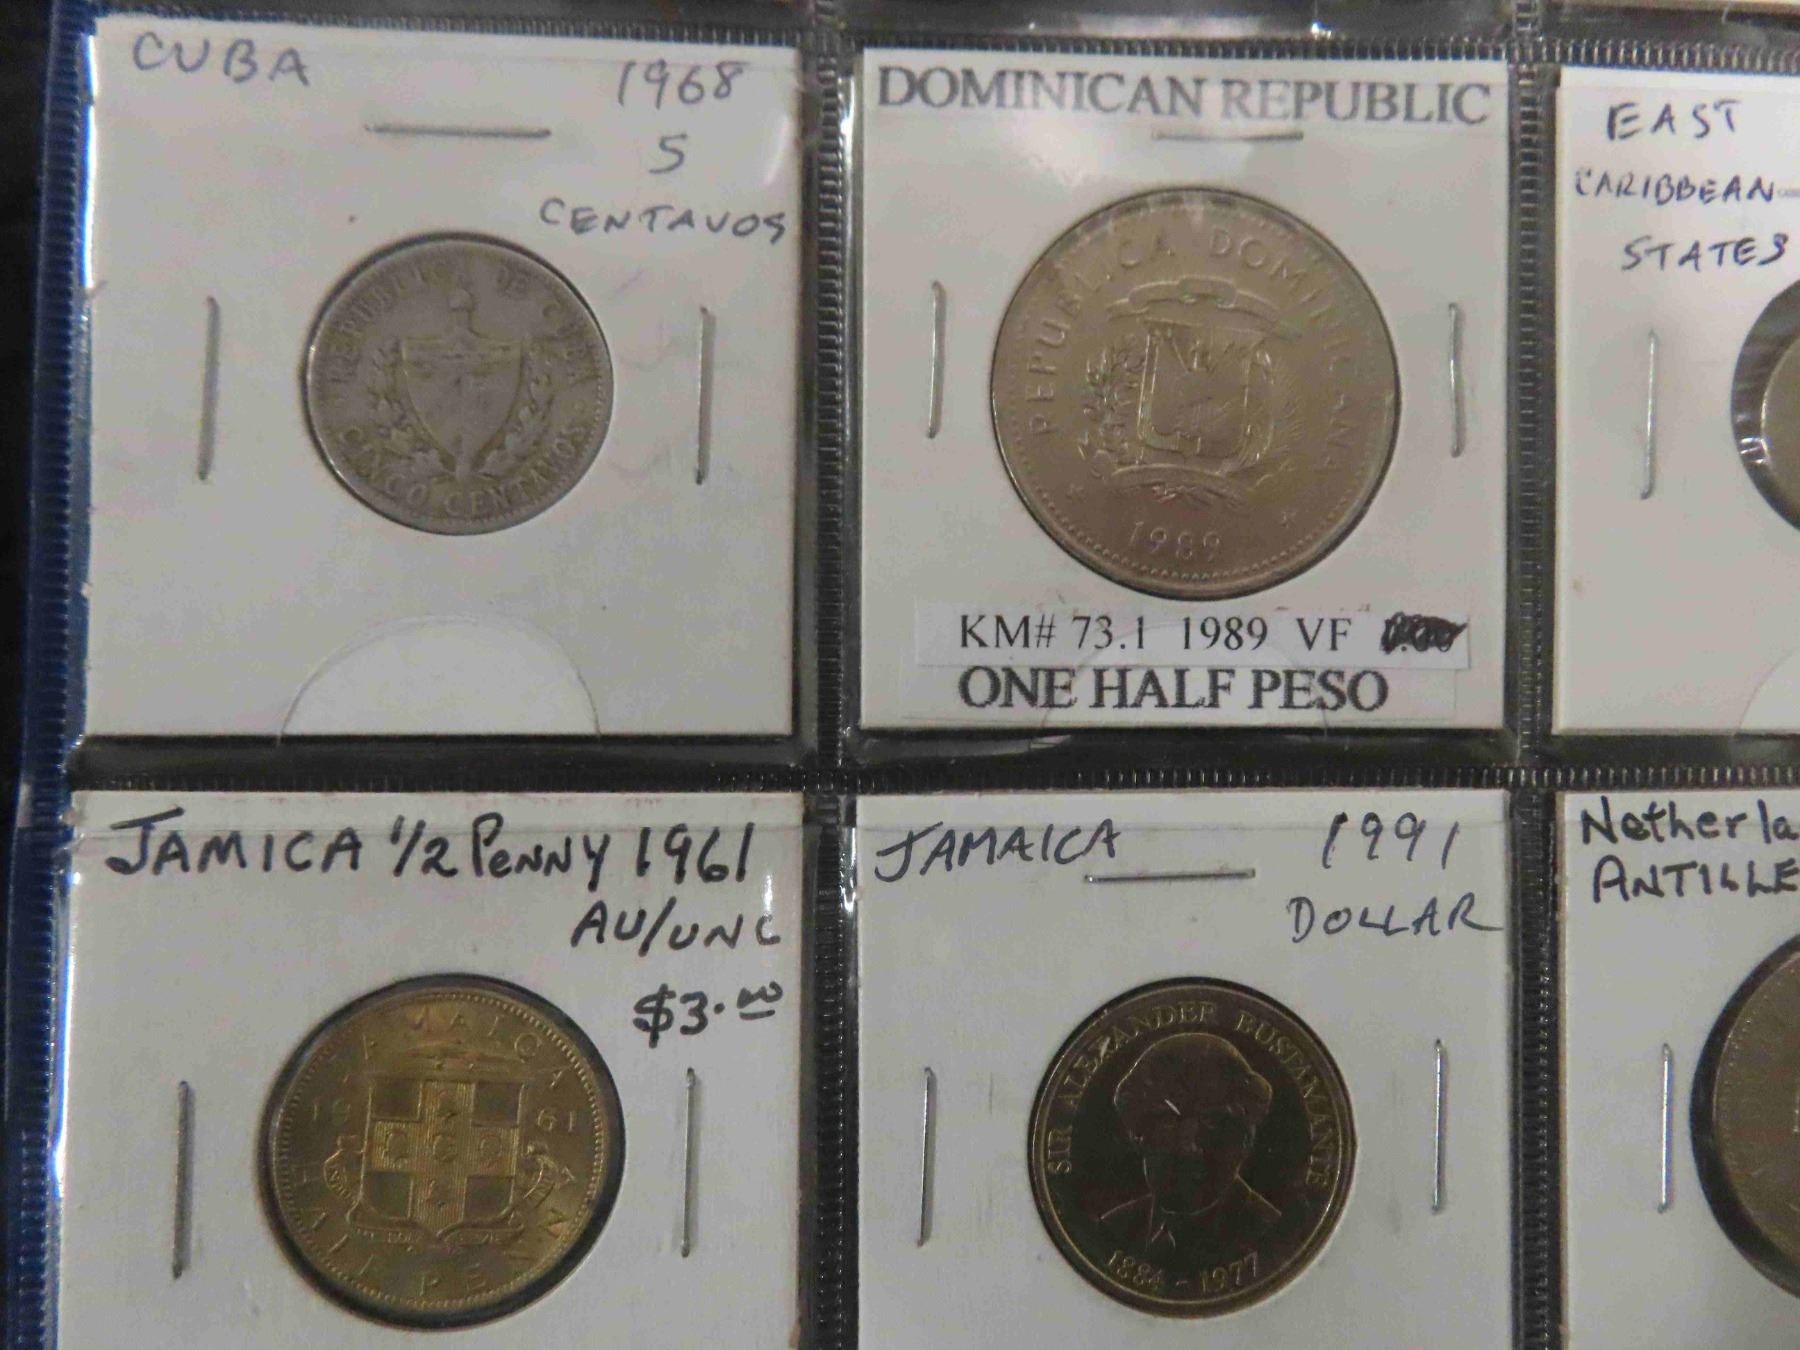 CUBA 1968
5
CENTAVOS
REPUBLICA DE CUBA
CINCO CENTAVOS
DOMINICAN REPUBLIC
REPUBLICA DOMINICANA
1989
KM# 73.1 1989 VF
ONE HALF PESO
EAST
CARIBBEAN
STATES
JAMICA 1/2 PENNY 1961
AU/UNC
$3.00
JAMAICA
1961
HALF PENNY
JAMAICA 1991
DOLLAR
SIR ALEXANDER BUSTAMANTE
1884 - 1977
Netherla
ANTILLE